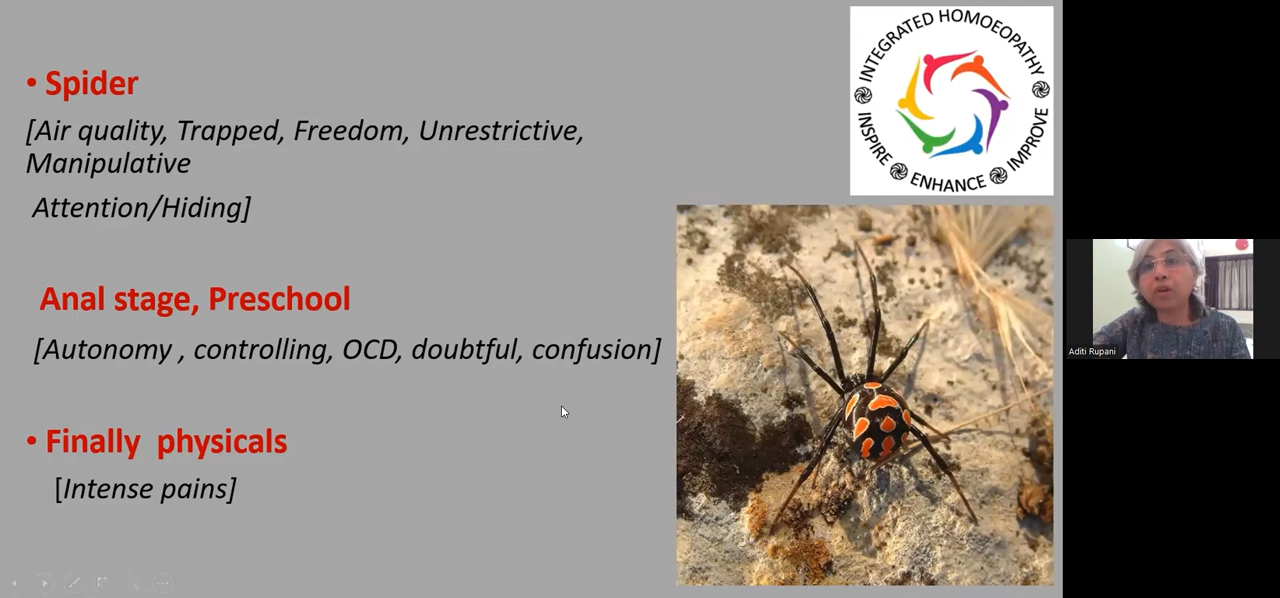 • Spider
[Air quality, Trapped, Freedom, Unrestrictive,
Manipulative
Attention/Hiding]
Anal stage, Preschool
[Autonomy , controlling, OCD, doubtful, confusion]
• Finally physicals
[Intense pains]
INTEGRATED HOMOEOPATHY
INSPIRE ENHANCE IMPROVE
Aditi Rupani